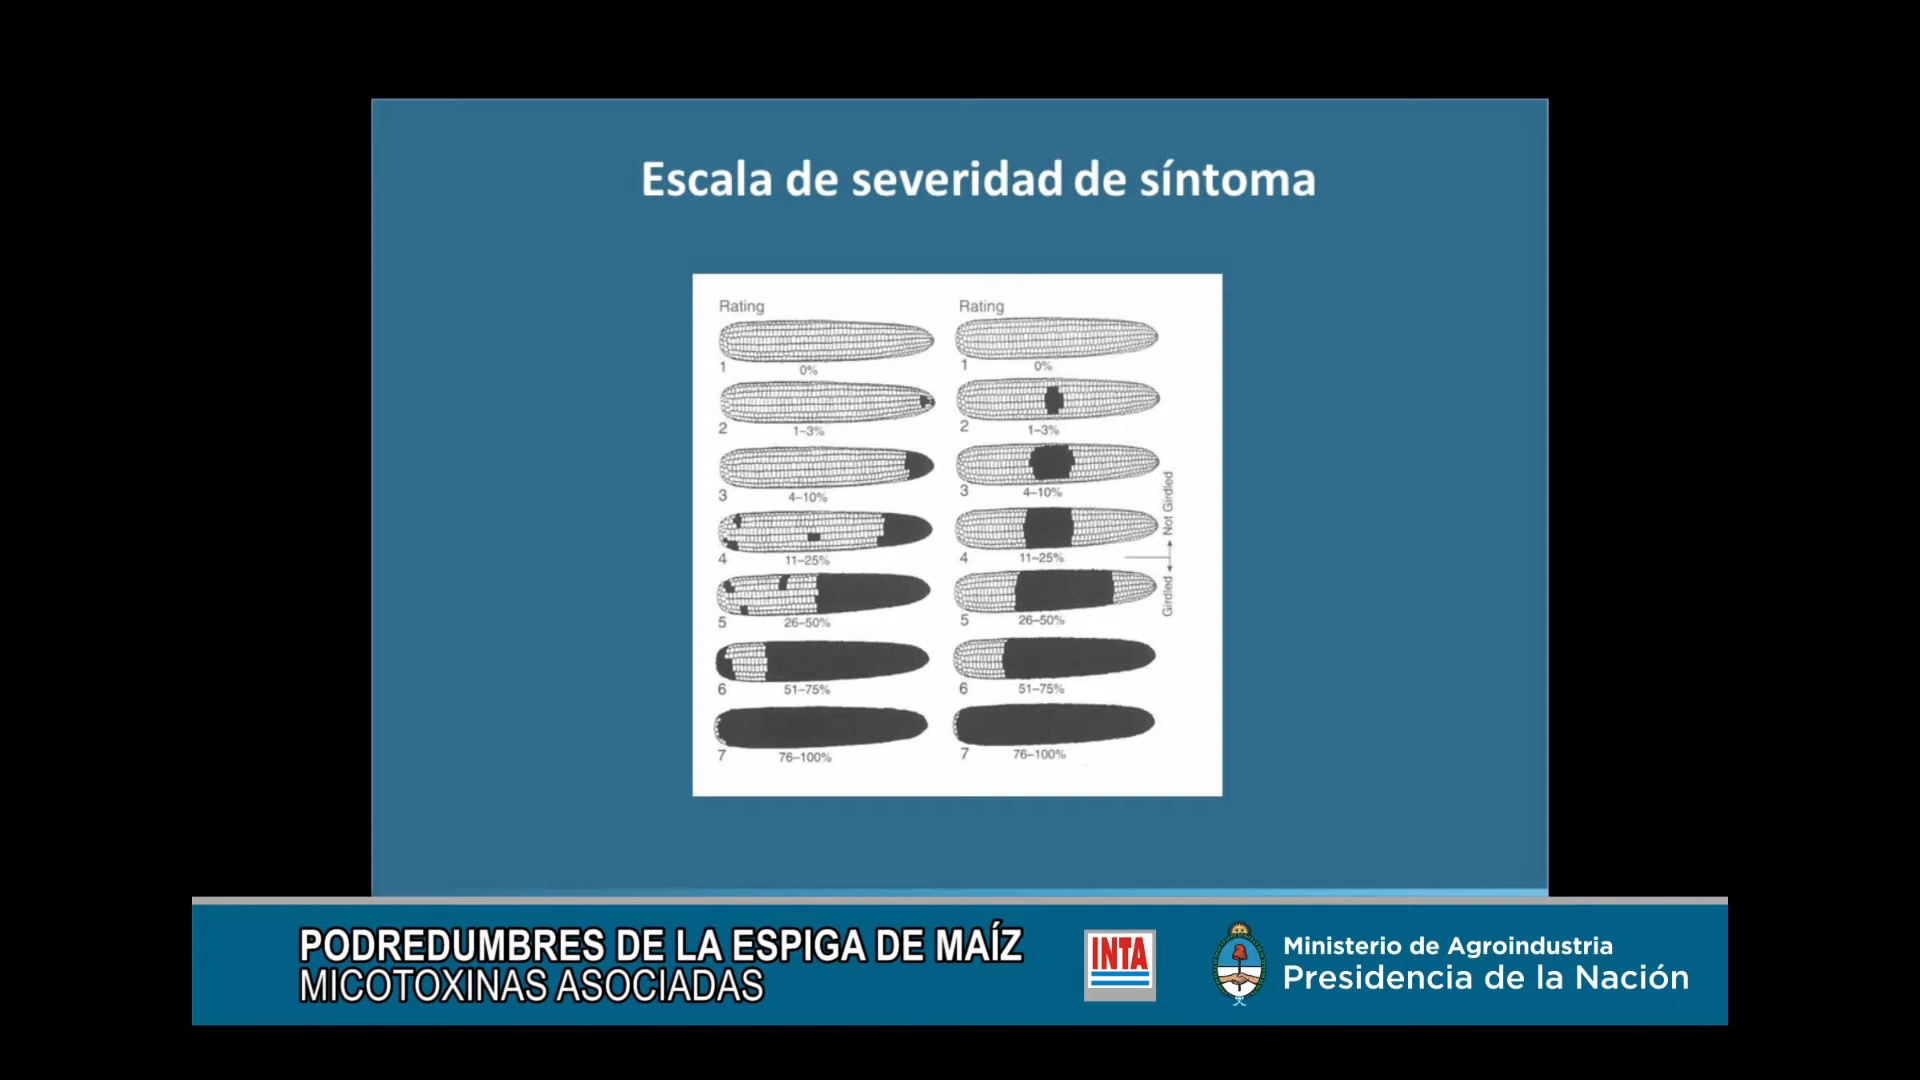 Escala de severidad de síntoma
Rating
1 0%
2 1–3%
3 4–10%
4 11–25%
5 26–50%
6 51–75%
7 76–100%
Rating
1 0%
2 1–3%
3 4–10%
4 11–25%
5 26–50%
6 51–75%
7 76–100%
Not Girdled
Girdled
PODREDUMBRES DE LA ESPIGA DE MAÍZ
MICOTOXINAS ASOCIADAS
INTA
Ministerio de Agroindustria
Presidencia de la Nación